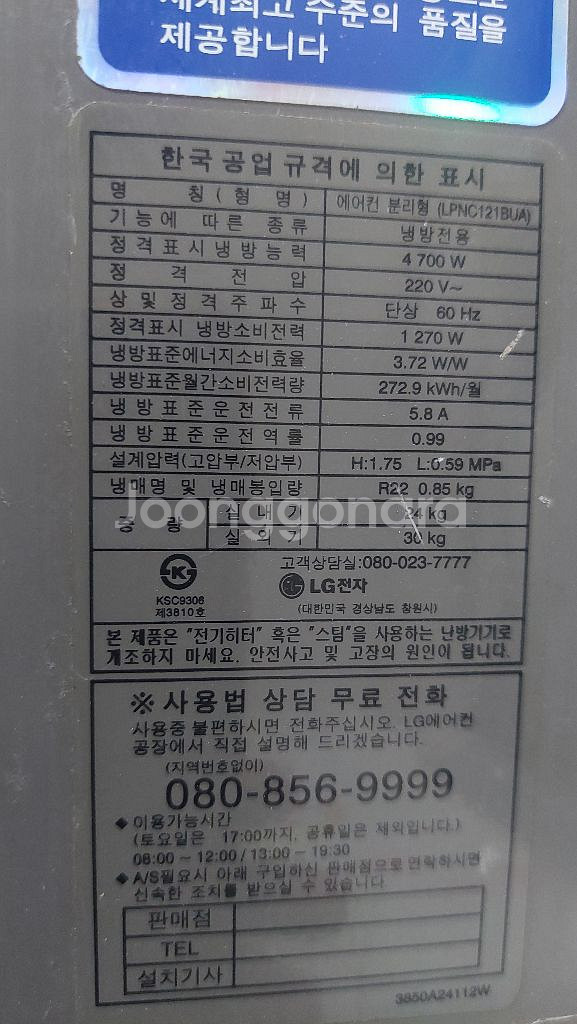 세계최고 수준의 품질을
제공합니다
한국 공업 규격에 의한 표시
명 칭 ( 형 명 ) 에어컨 분리형 (LPNC121BUA)
기능에 따른 종류 냉방전용
정격표시냉방능력 4 700 W
정 격 전 압 220 V~
상 및 정격주파수 단상 60 Hz
정격표시 냉방소비전력 1 270 W
냉방표준에너지소비효율 3.72 W/W
냉방표준월간소비전력량 272.9 kWh/월
냉방표준운전전류 5.8 A
냉방표준운전역률 0.99
설계압력(고압부/저압부) H:1.75 L:0.59 MPa
냉매명 및 냉매봉입량 R22 0.85 kg
중 량 실 내 기 24 kg
실 외 기 30 kg
Joonggonara
고객상담실:080-023-7777
LG전자
KSC9306
제3810호
(대한민국 경상남도 창원시)
본 제품은 "전기히터" 혹은 "스팀"을 사용하는 난방기기로
개조하지 마세요. 안전사고 및 고장의 원인이 됩니다.
※ 사용법 상담 무료 전화
사용중 불편하시면 전화주십시오. LG에어컨
공장에서 직접 설명해 드리겠습니다.
(지역번호없이)
080-856-9999
◆ 이용가능시간
(토요일은 17:00까지, 공휴일은 제외입니다.)
08:00 ~ 12:00 / 13:00 ~ 19:30
◆ A/S필요시 아래 구입하신 판매점으로 연락하시면
신속한 조치를 받으실 수 있습니다
판매점
TEL
설치기사
3850A24112W